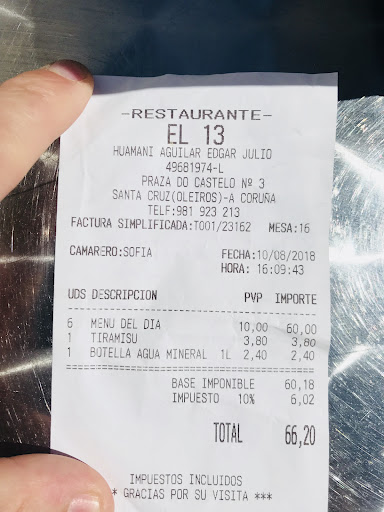 -RESTAURANTE-
EL 13
HUAMANI AGUILAR EDGAR JULIO
49681974-L
PRAZA DO CASTELO Nº 3
SANTA CRUZ(OLEIROS)-A CORUÑA
TELF:981 923 213
FACTURA SIMPLIFICADA:T001/23162 MESA:16
CAMARERO:SOFIA FECHA:10/08/2018
HORA: 16:09:43
UDS DESCRIPCION PVP IMPORTE
6 MENU DEL DIA 10,00 60,00
1 TIRAMISU 3,80 3,80
1 BOTELLA AGUA MINERAL 1L 2,40 2,40
BASE IMPONIBLE 60,18
IMPUESTO 10% 6,02
TOTAL 66,20
IMPUESTOS INCLUIDOS
* GRACIAS POR SU VISITA ***